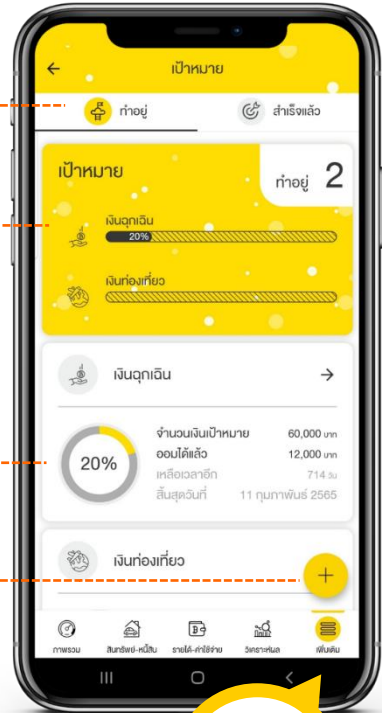 เป้าหมาย
ทำอยู่
สำเร็จแล้ว
เป้าหมาย
ทำอยู่ 2
เงินฉุกเฉิน
20%
เงินท่องเที่ยว
เงินฉุกเฉิน
20%
จำนวนเงินเป้าหมาย 60,000 บาท
ออมได้แล้ว 12,000 บาท
เหลือเวลาอีก 714 วัน
สิ้นสุดวันที่ 11 กุมภาพันธ์ 2565
เงินท่องเที่ยว
+
ภาพรวม สินทรัพย์-หนี้สิน รายได้-ค่าใช้จ่าย วิเคราะห์ผล เพิ่มเติม